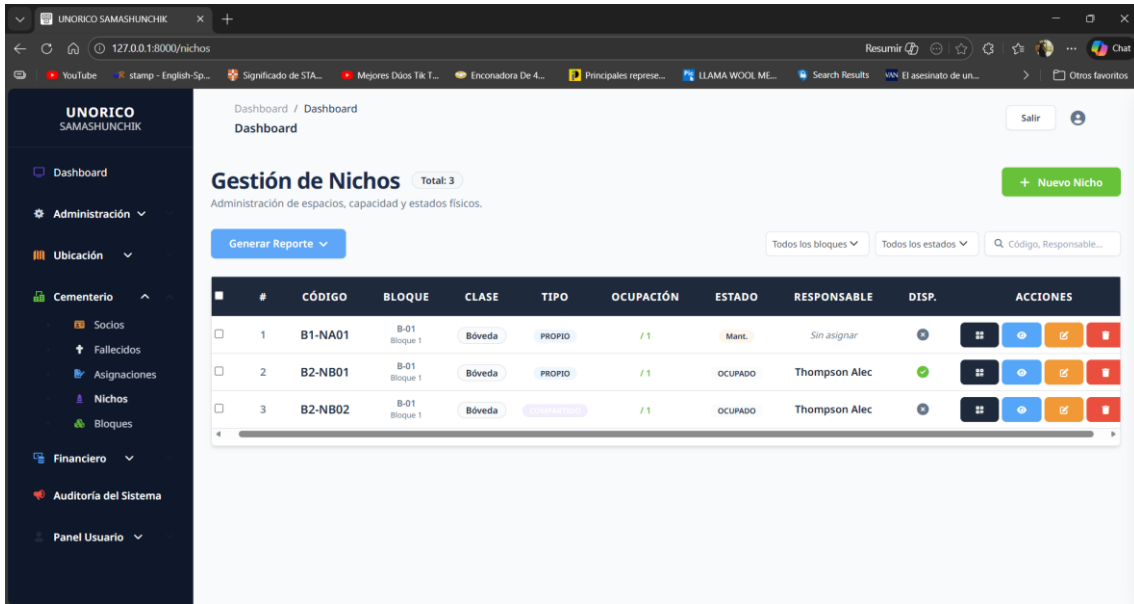 UNORICO SAMASHUNCHIK
127.0.0.1:8000/nichos
Resumir
Chat
YouTube
stamp - English-Sp...
Significado de STA...
Mejores Dúos Tik T...
Enconadora De 4...
Principales represe...
LLAMA WOOL ME...
Search Results
El asesinato de un...
Otros favoritos
UNORICO
SAMASHUNCHIK
Dashboard
Administración
Ubicación
Cementerio
Socios
Fallecidos
Asignaciones
Nichos
Bloques
Financiero
Auditoría del Sistema
Panel Usuario
Dashboard / Dashboard
Dashboard
Salir
Gestión de Nichos Total: 3
Administración de espacios, capacidad y estados físicos.
+ Nuevo Nicho
Generar Reporte
Todos los bloques
Todos los estados
Código, Responsable...
# CÓDIGO BLOQUE CLASE TIPO OCUPACIÓN ESTADO RESPONSABLE DISP. ACCIONES
1 B1-NA01 B-01 Bloque 1 Bóveda PROPIO / 1 Mant. Sin asignar
2 B2-NB01 B-01 Bloque 1 Bóveda PROPIO / 1 OCUPADO Thompson Alec
3 B2-NB02 B-01 Bloque 1 Bóveda COMPARTIDO / 1 OCUPADO Thompson Alec